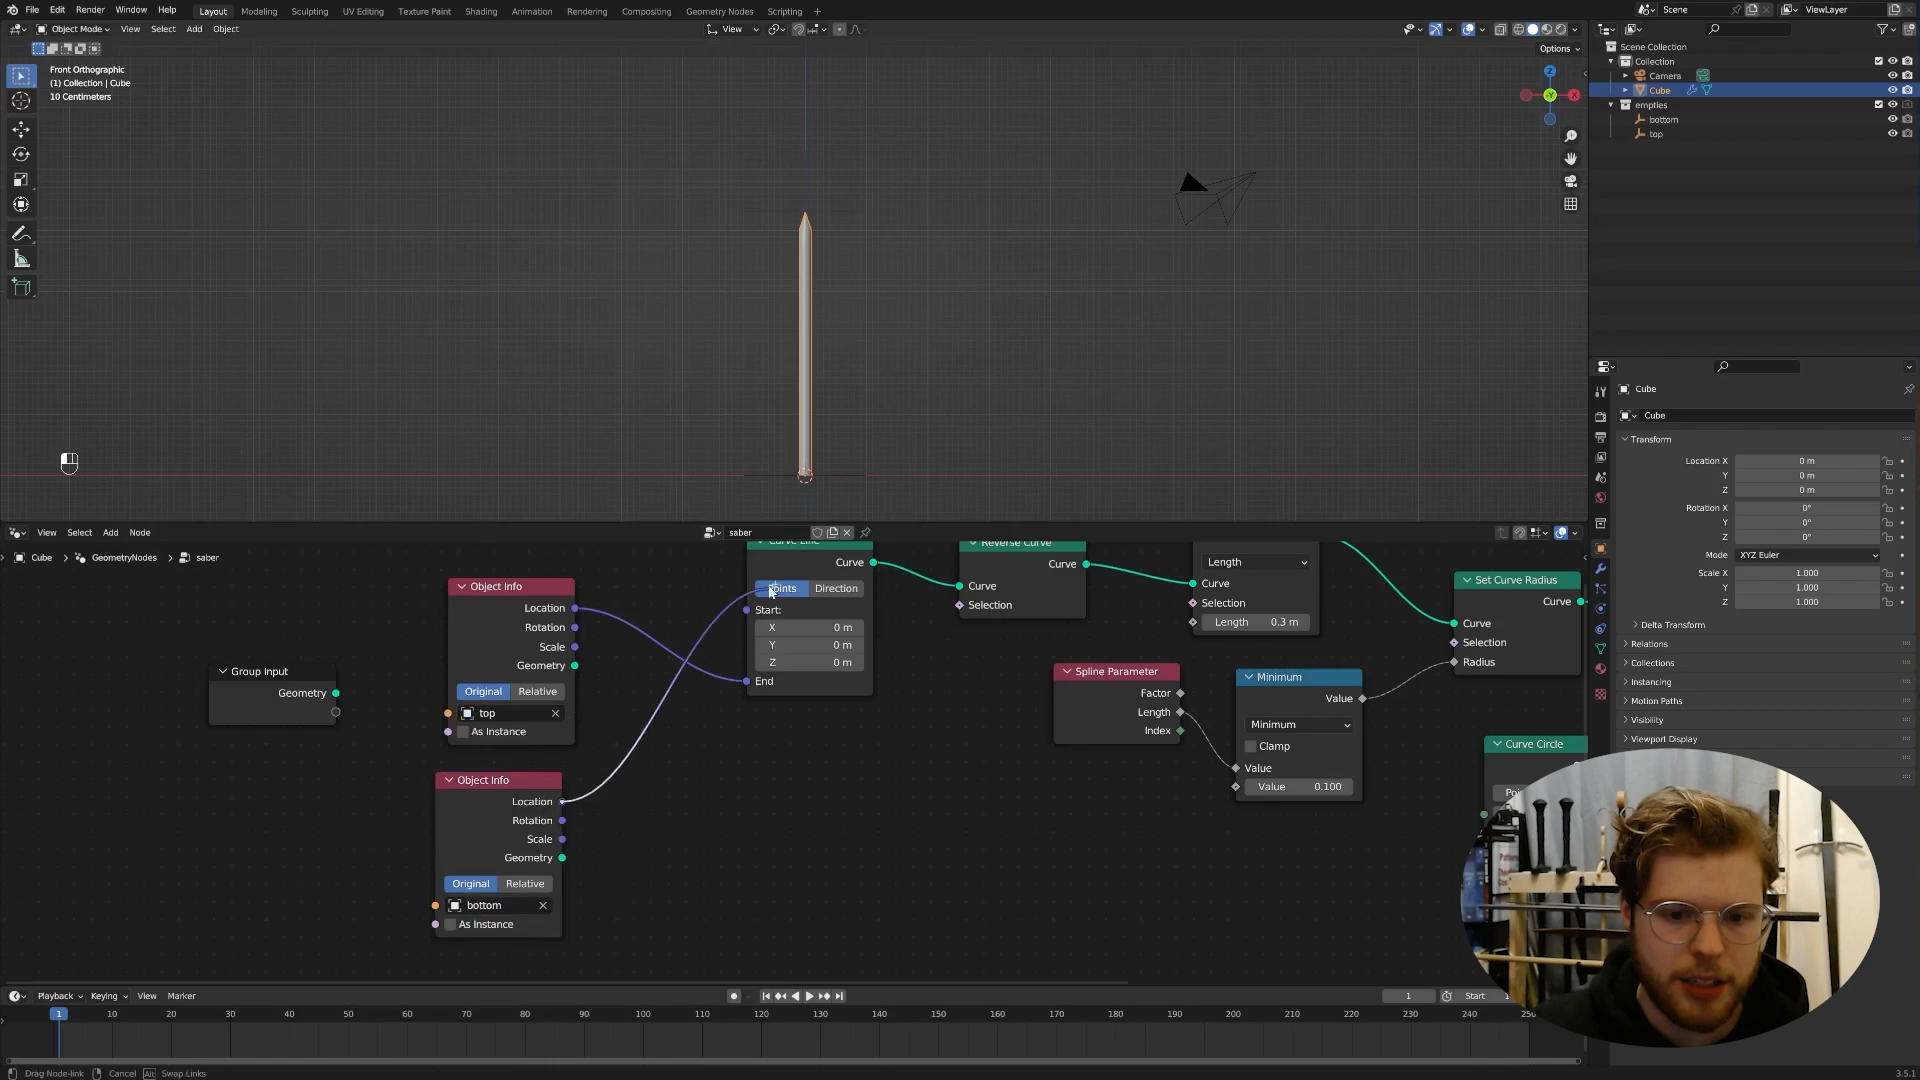 File Edit Render Window Help Layout Modeling Sculpting UV Editing Texture Paint Shading Animation Rendering Compositing Geometry Nodes Scripting + Scene ViewLayer
Object Mode View Select Add Object View
Options
Front Orthographic
(1) Collection | Cube
10 Centimeters
Z
X
-Y
Scene Collection
Collection
Camera
Cube
empties
bottom
top
Cube
Cube
Transform
Location X 0 m
Y 0 m
Z 0 m
Rotation X 0°
Y 0°
Z 0°
Mode XYZ Euler
Scale X 1.000
Y 1.000
Z 1.000
Delta Transform
Relations
Collections
Instancing
Motion Paths
Visibility
Viewport Display
View Select Add Node saber
Cube GeometryNodes saber
Group Input
Geometry
Object Info
Location
Rotation
Scale
Geometry
Original Relative
top
As Instance
Object Info
Location
Rotation
Scale
Geometry
Original Relative
bottom
As Instance
Curve Line
Curve
Points Direction
Start:
X 0 m
Y 0 m
Z 0 m
End
Reverse Curve
Curve
Curve
Selection
Length
Curve
Selection
Length 0.3 m
Spline Parameter
Factor
Length
Index
Minimum
Value
Minimum
Clamp
Value
Value 0.100
Set Curve Radius
Curve
Curve
Selection
Radius
Curve Circle
Playback Keying View Marker 1 Start
1 10 20 30 40 50 60 70 80 90 100 110 120 130 140 150 160 170 180 190 200 210 220 230 240 250
Drag Node-link Cancel Alt Swap Links 3.5.1